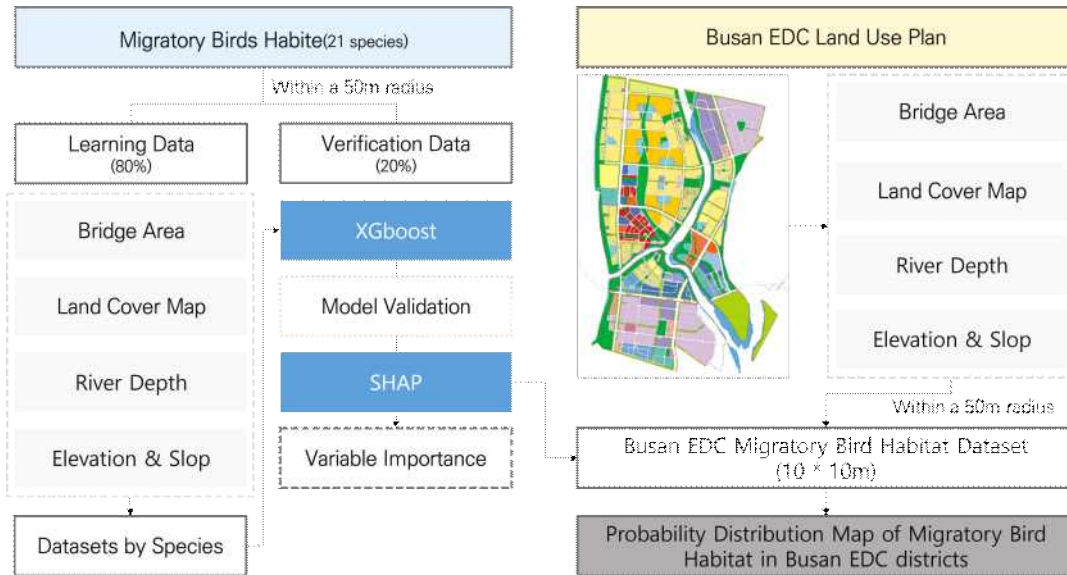 Migratory Birds Habite(21 species)
Within a 50m radius
Learning Data
(80%)
Verification Data
(20%)
Bridge Area
Land Cover Map
River Depth
Elevation & Slop
Datasets by Species
XGboost
Model Validation
SHAP
Variable Importance
Busan EDC Land Use Plan
Bridge Area
Land Cover Map
River Depth
Elevation & Slop
Within a 50m radius
Busan EDC Migratory Bird Habitat Dataset
(10 * 10m)
Probability Distribution Map of Migratory Bird
Habitat in Busan EDC districts